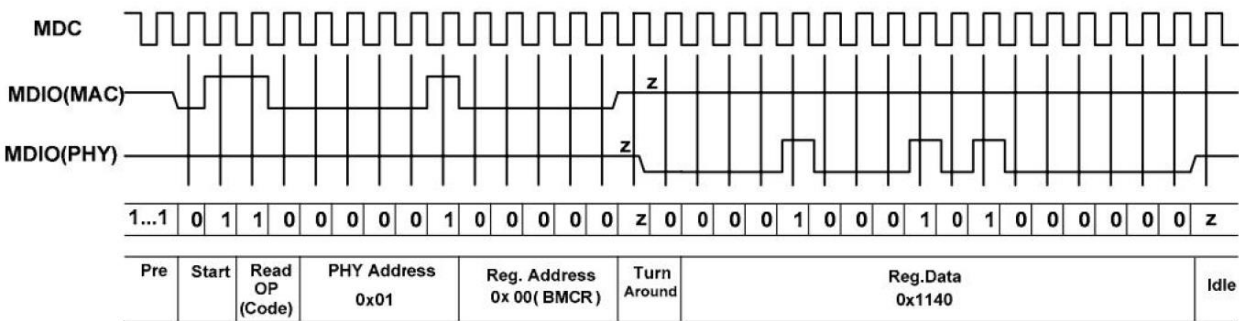 MDC
MDIO(MAC)
z
MDIO(PHY)
z
1...1 0 1 1 0 0 0 0 0 1 0 0 0 0 0 z 0 0 0 0 1 0 0 0 1 0 1 0 0 0 0 0 0 z
Pre
Start
Read
OP
(Code)
PHY Address
0x01
Reg. Address
0x 00( BMCR )
Turn
Around
Reg.Data
0x1140
Idle